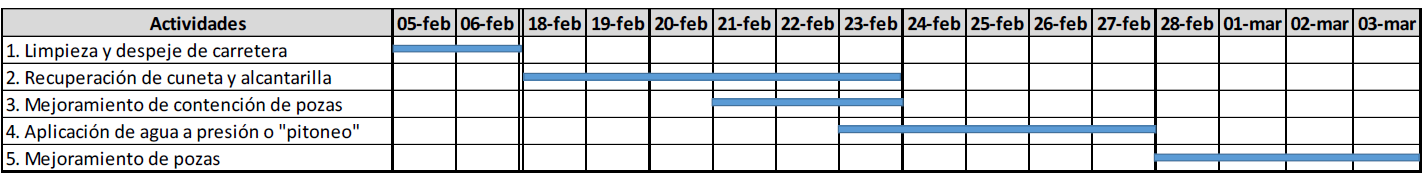 Actividades 05-feb 06-feb 18-feb 19-feb 20-feb 21-feb 22-feb 23-feb 24-feb 25-feb 26-feb 27-feb 28-feb 01-mar 02-mar 03-mar
1. Limpieza y despeje de carretera
2. Recuperación de cuneta y alcantarilla
3. Mejoramiento de contención de pozas
4. Aplicación de agua a presión o "pitoneo"
5. Mejoramiento de pozas